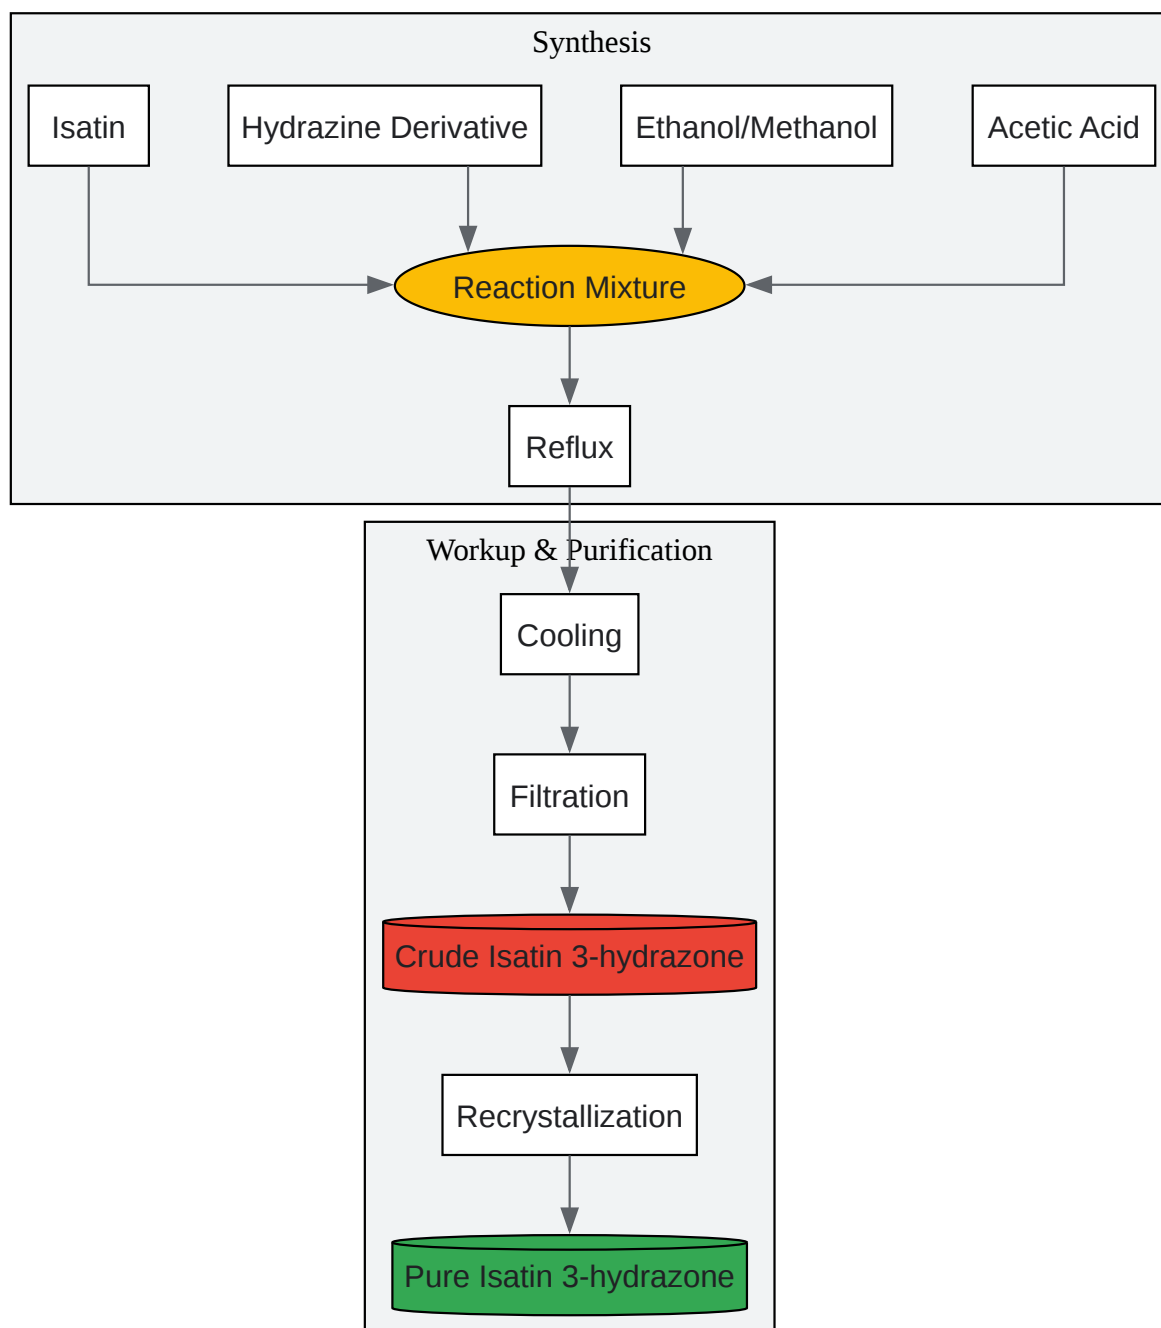 Synthesis
Isatin
Hydrazine Derivative
Ethanol/Methanol
Acetic Acid
Reaction Mixture
Reflux
Workup & Purification
Cooling
Filtration
Crude Isatin 3-hydrazone
Recrystallization
Pure Isatin 3-hydrazone